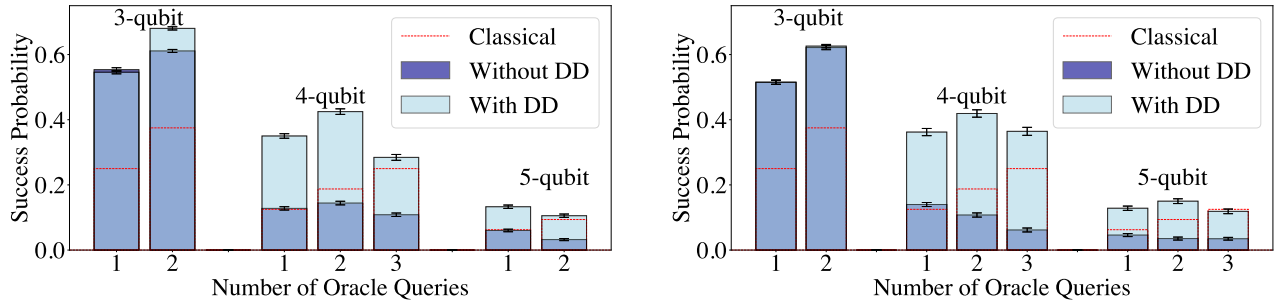 Success Probability
0.0
0.2
0.4
0.6
3-qubit
4-qubit
5-qubit
Classical
Without DD
With DD
1 2 1 2 3 1 2
Number of Oracle Queries
Success Probability
0.0
0.2
0.4
0.6
3-qubit
4-qubit
5-qubit
Classical
Without DD
With DD
1 2 1 2 3 1 2 3
Number of Oracle Queries